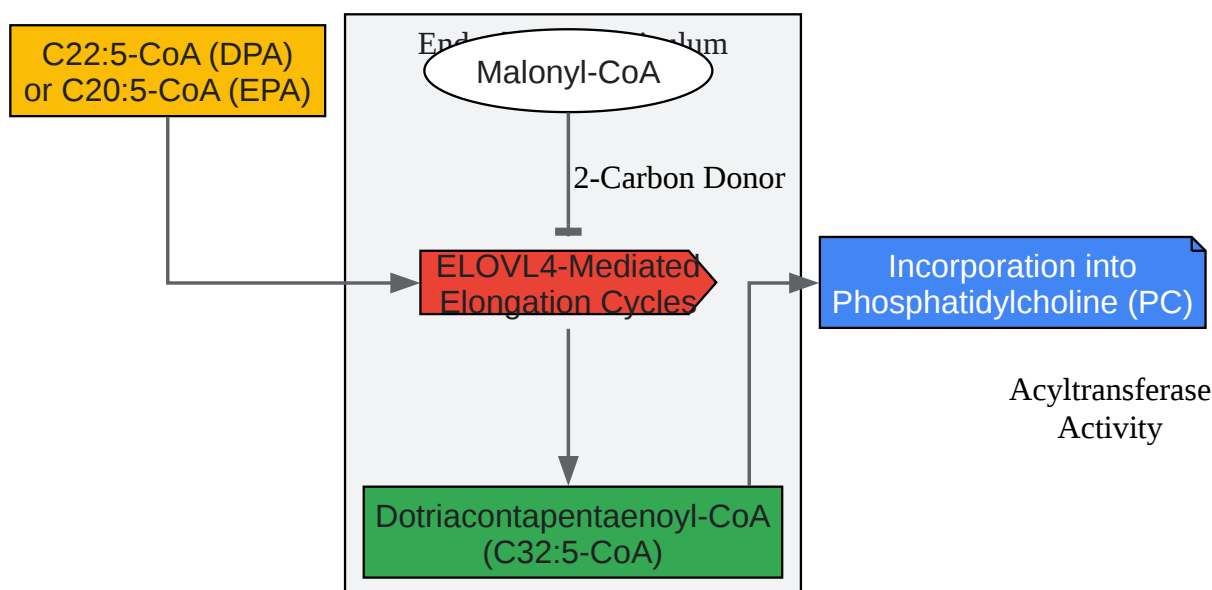 C22:5-CoA (DPA)
or C20:5-CoA (EPA)
Malonyl-CoA
2-Carbon Donor
ELOVL4-Mediated
Elongation Cycles
Incorporation into
Phosphatidylcholine (PC)
Acyltransferase
Activity
Dotriacontapentaenoyl-CoA
(C32:5-CoA)